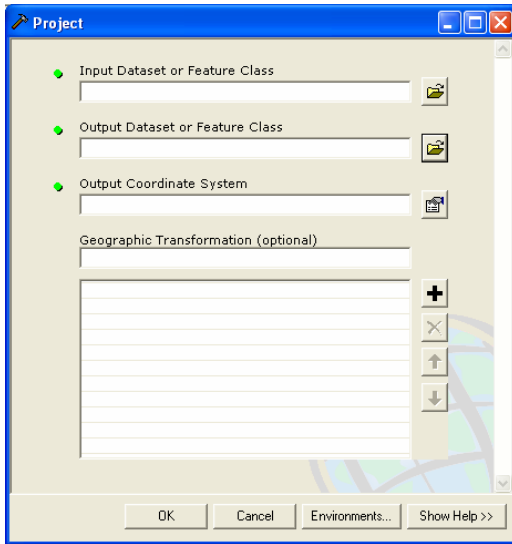 Project
Input Dataset or Feature Class
Output Dataset or Feature Class
Output Coordinate System
Geographic Transformation (optional)
OK
Cancel
Environments...
Show Help >>